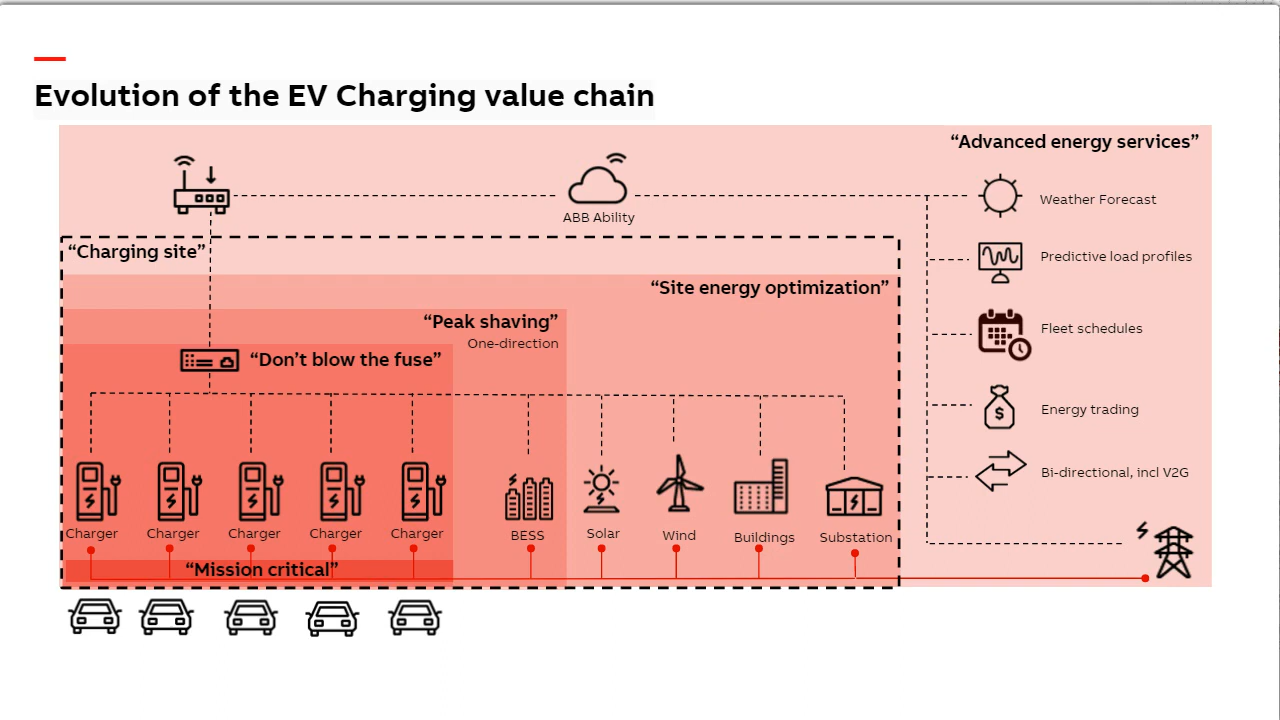 Evolution of the EV Charging value chain
“Advanced energy services”
Weather Forecast
ABB Ability
“Charging site”
Predictive load profiles
“Site energy optimization”
“Peak shaving”
Fleet schedules
One-direction
“Don’t blow the fuse”
Energy trading
Bi-directional, incl V2G
Charger
Charger
Charger
Charger
Charger
BESS
Solar
Wind
Buildings
Substation
“Mission critical”